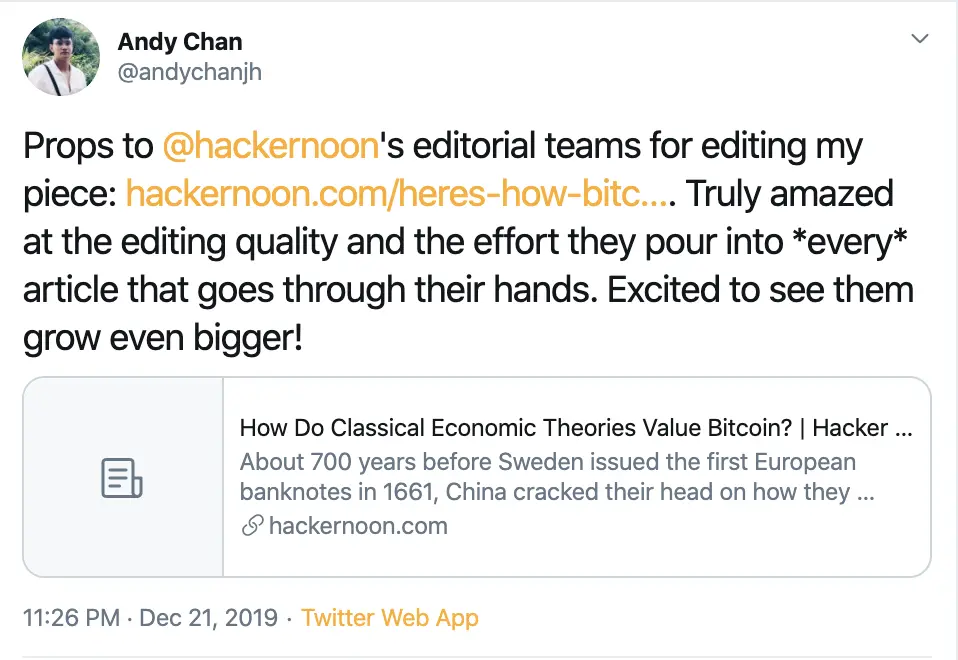 Andy Chan
@andychanjh
Props to @hackernoon's editorial teams for editing my
piece: hackernoon.com/heres-how-bitc.... Truly amazed
at the editing quality and the effort they pour into *every*
article that goes through their hands. Excited to see them
grow even bigger!
How Do Classical Economic Theories Value Bitcoin? | Hacker ...
About 700 years before Sweden issued the first European
banknotes in 1661, China cracked their head on how they ...
hackernoon.com
11:26 PM · Dec 21, 2019 · Twitter Web App